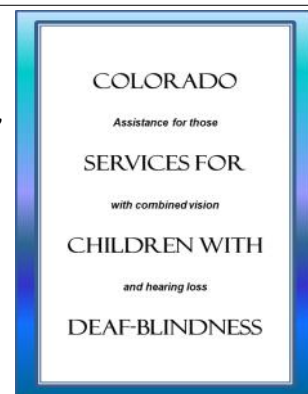 COLORADO
Assistance for those
SERVICES FOR
with combined vision
CHILDREN WITH
and hearing loss
DEAF-BLINDNESS